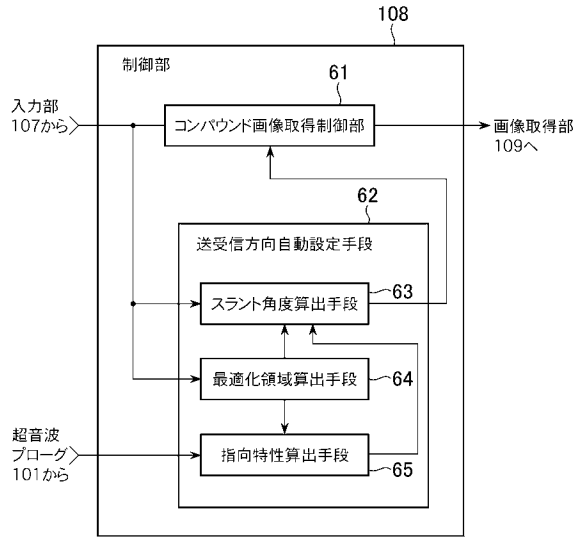 108
制御部
61
入力部
107から
コンパウンド画像取得制御部
画像取得部
109へ
62
送受信方向自動設定手段
スラント角度算出手段
63
最適化領域算出手段
64
超音波
プローグ
101から
指向特性算出手段
65